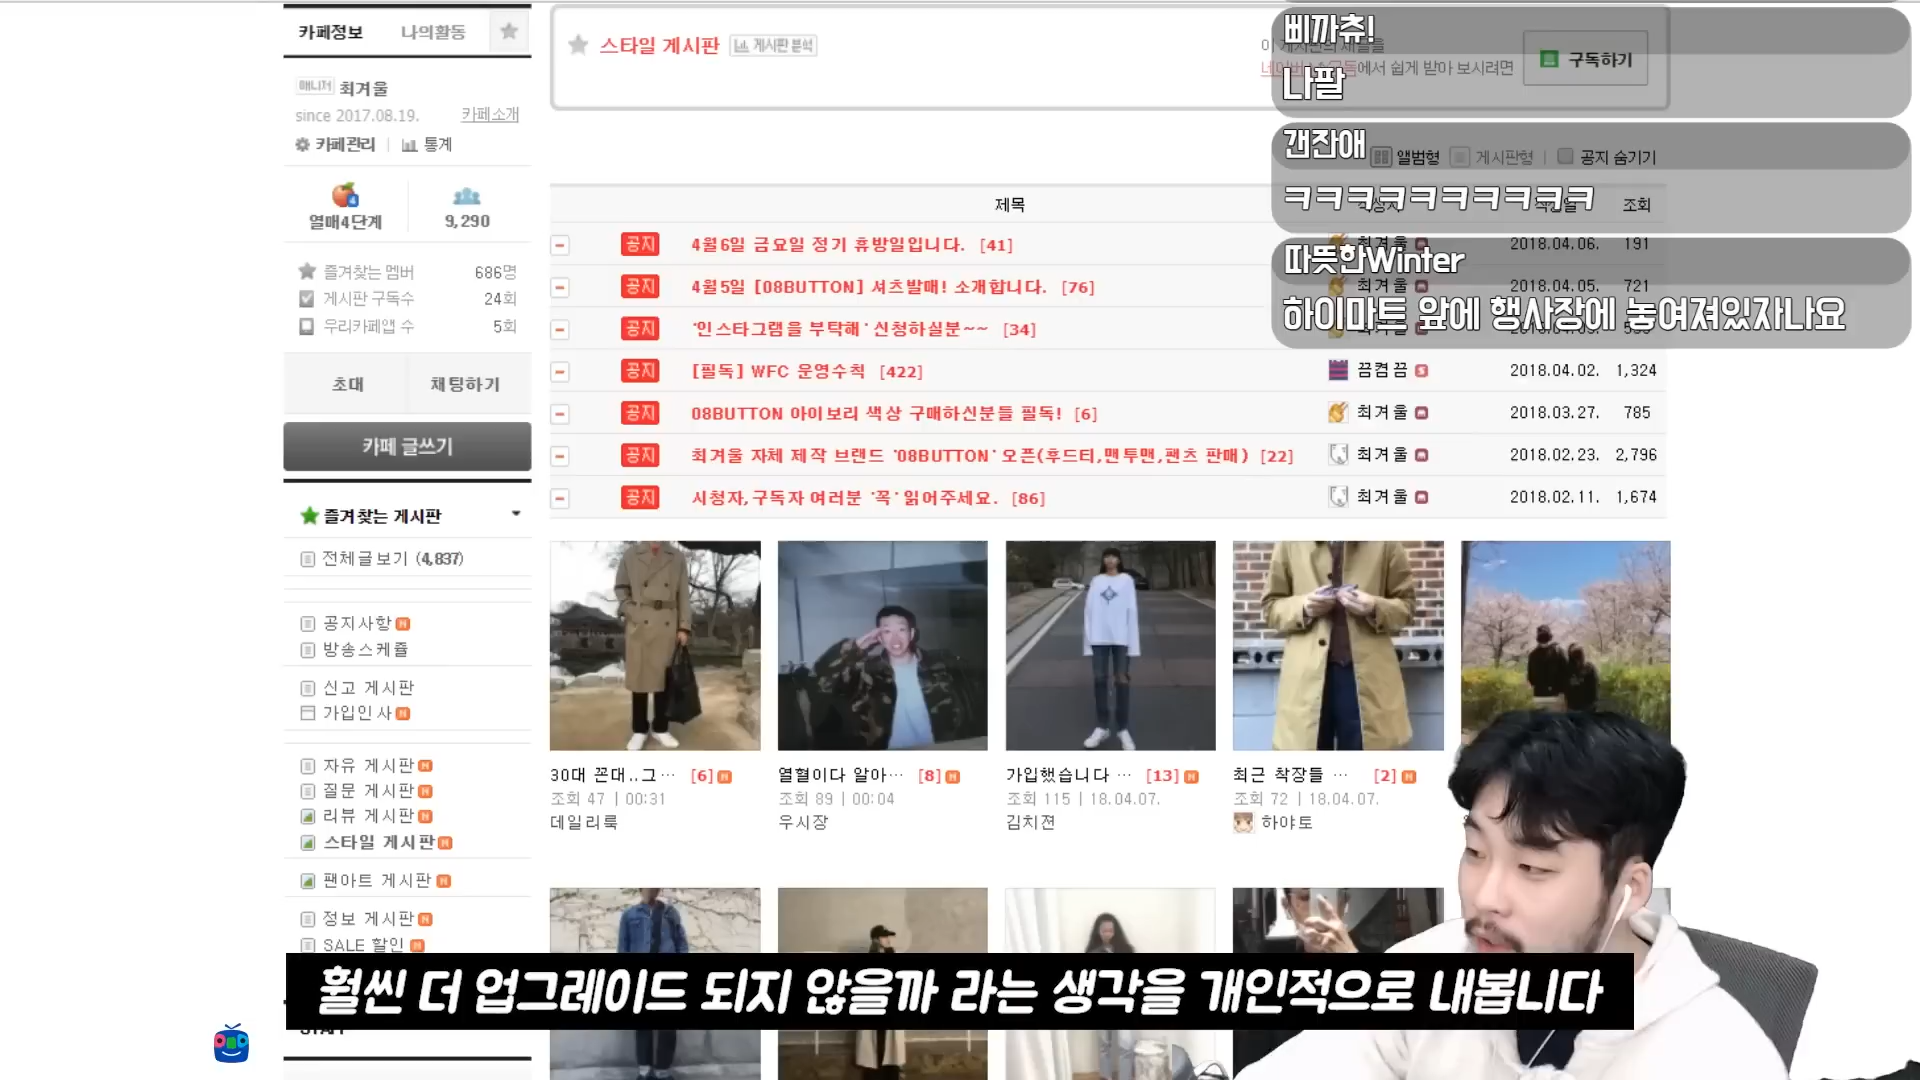 카페정보 나의활동
매니저 최겨울
since 2017.08.19. 카페소개
카페관리 통계
열매4단계 9,290
즐겨찾는 멤버 686명
게시판 구독수 24회
우리카페앱 수 5회
초대 채팅하기
카페 글쓰기
즐겨찾는 게시판
전체글보기 (4,837)
공지사항
방송스케쥴
신고 게시판
가입인사
자유 게시판
질문 게시판
리뷰 게시판
스타일 게시판
팬아트 게시판
정보 게시판
SALE 할인
스타일 게시판 게시판 분석
에서 쉽게 받아 보시려면
구독하기
앨범형 게시판형 | 공지 숨기기
제목 조회
공지 4월6일 금요일 정기 휴방일입니다. [41] 최겨울 2018.04.06. 191
공지 4월5일 [08BUTTON] 셔츠발매! 소개합니다. [76] 최겨울 2018.04.05. 721
공지 '인스타그램을 부탁해' 신청하실분~~ [34]
공지 [필독] WFC 운영수칙 [422] 끔켬끔 2018.04.02. 1,324
공지 08BUTTON 아이보리 색상 구매하신분들 필독! [6] 최겨울 2018.03.27. 785
공지 최겨울 자체 제작 브랜드 '08BUTTON' 오픈(후드티,맨투맨,팬츠 판매) [22] 최겨울 2018.02.23. 2,796
공지 시청자,구독자 여러분 '꼭' 읽어주세요. [86] 최겨울 2018.02.11. 1,674
30대 꼰대..그… [6]
조회 47 | 00:31
데일리룩
열혈이다 알아… [8]
조회 89 | 00:04
우시장
가입했습니다 … [13]
조회 115 | 18.04.07.
김치젼
최근 착장들 … [2]
조회 72 | 18.04.07.
하야토
삐까츄!
나팔
갠잔애
ㅋㅋㅋㅋㅋㅋㅋㅋㅋㅋ
따뜻한Winter
하이마트 앞에 행사장에 놓여져있자나요
훨씬 더 업그레이드 되지 않을까 라는 생각을 개인적으로 내봅니다